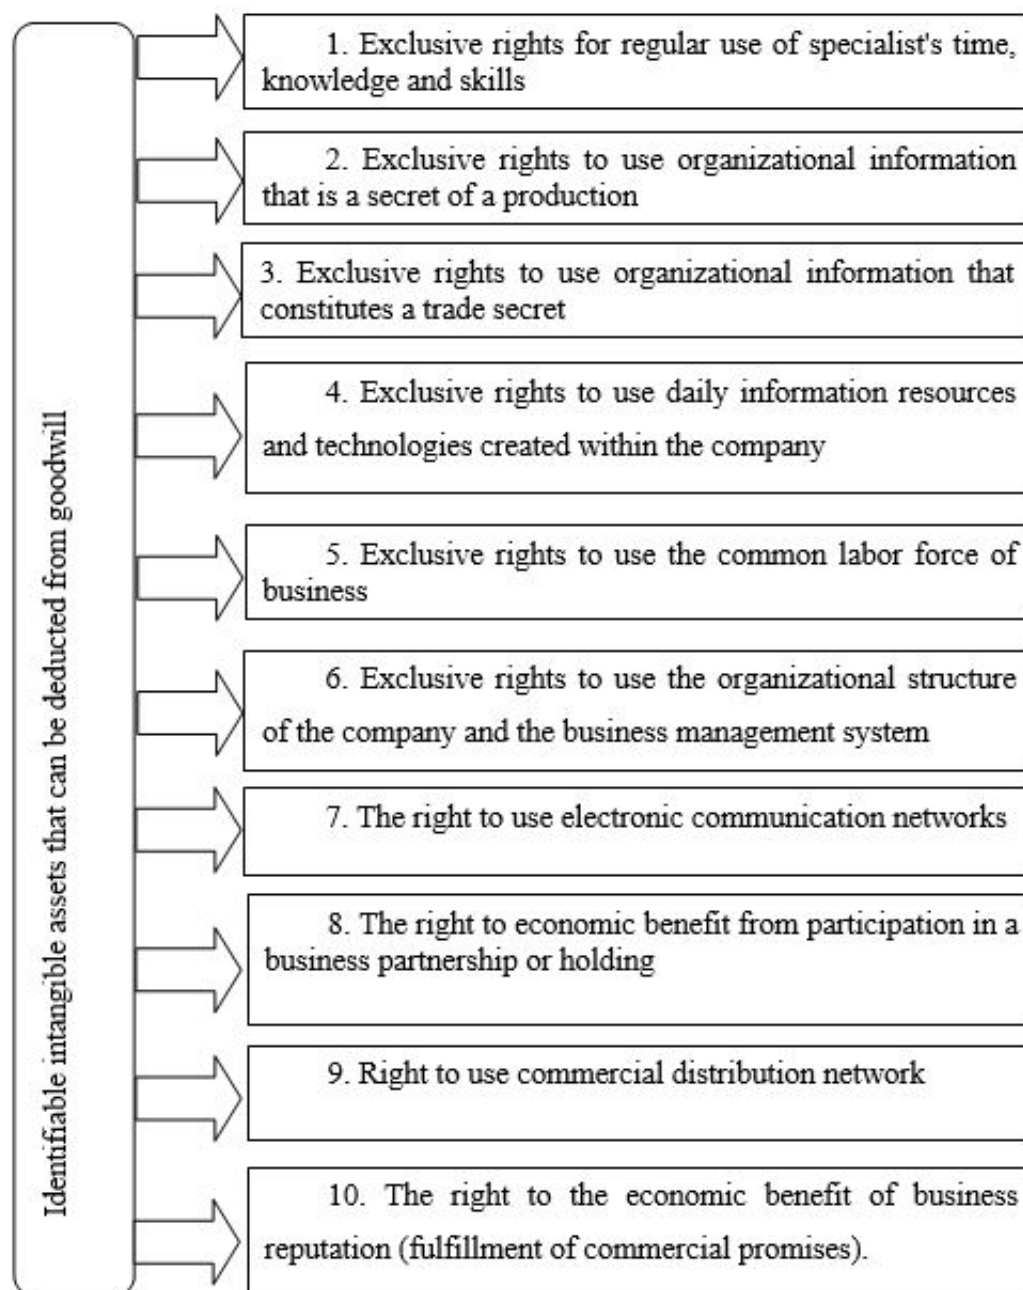 Identifiable intangible assets that can be deducted from goodwill
1. Exclusive rights for regular use of specialist's time,
knowledge and skills
2. Exclusive rights to use organizational information
that is a secret of a production
3. Exclusive rights to use organizational information that
constitutes a trade secret
4. Exclusive rights to use daily information resources
and technologies created within the company
5. Exclusive rights to use the common labor force of
business
6. Exclusive rights to use the organizational structure
of the company and the business management system
7. The right to use electronic communication networks
8. The right to economic benefit from participation in a
business partnership or holding
9. Right to use commercial distribution network
10. The right to the economic benefit of business
reputation (fulfillment of commercial promises).